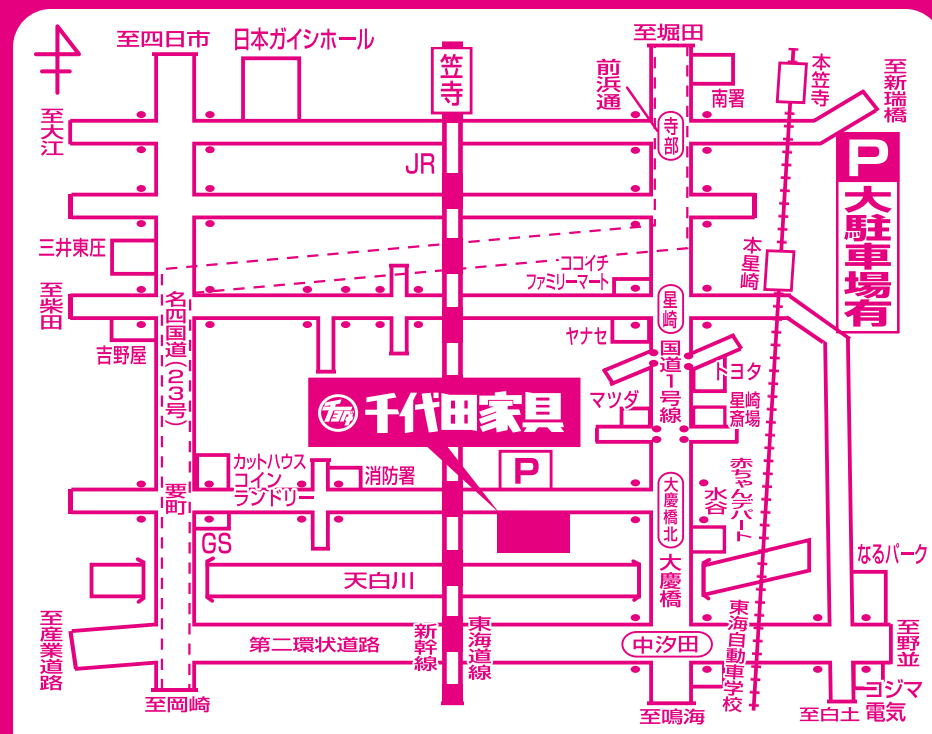 至四日市
日本ガイシホール
笠寺
至堀田
前浜通
南署
本笠寺
至新瑞橋
至大江
JR
寺部
P
大駐車場有
三井東圧
本星崎
ココイチ
ファミリーマート
至柴田
名四国道(23号)
星崎
ヤナセ
吉野屋
国道1号線
トヨタ
マツダ
星崎
斎場
千代田家具
カットハウス
コイン
ランドリー
消防署
P
要町
大慶橋北
赤ちゃんデパート
水谷
GS
大慶橋
なるパーク
天白川
至産業道路
第二環状道路
新幹線
東海道線
中汐田
東海自動車学校
至野並
至岡崎
至鳴海
至白土
コジマ
電気